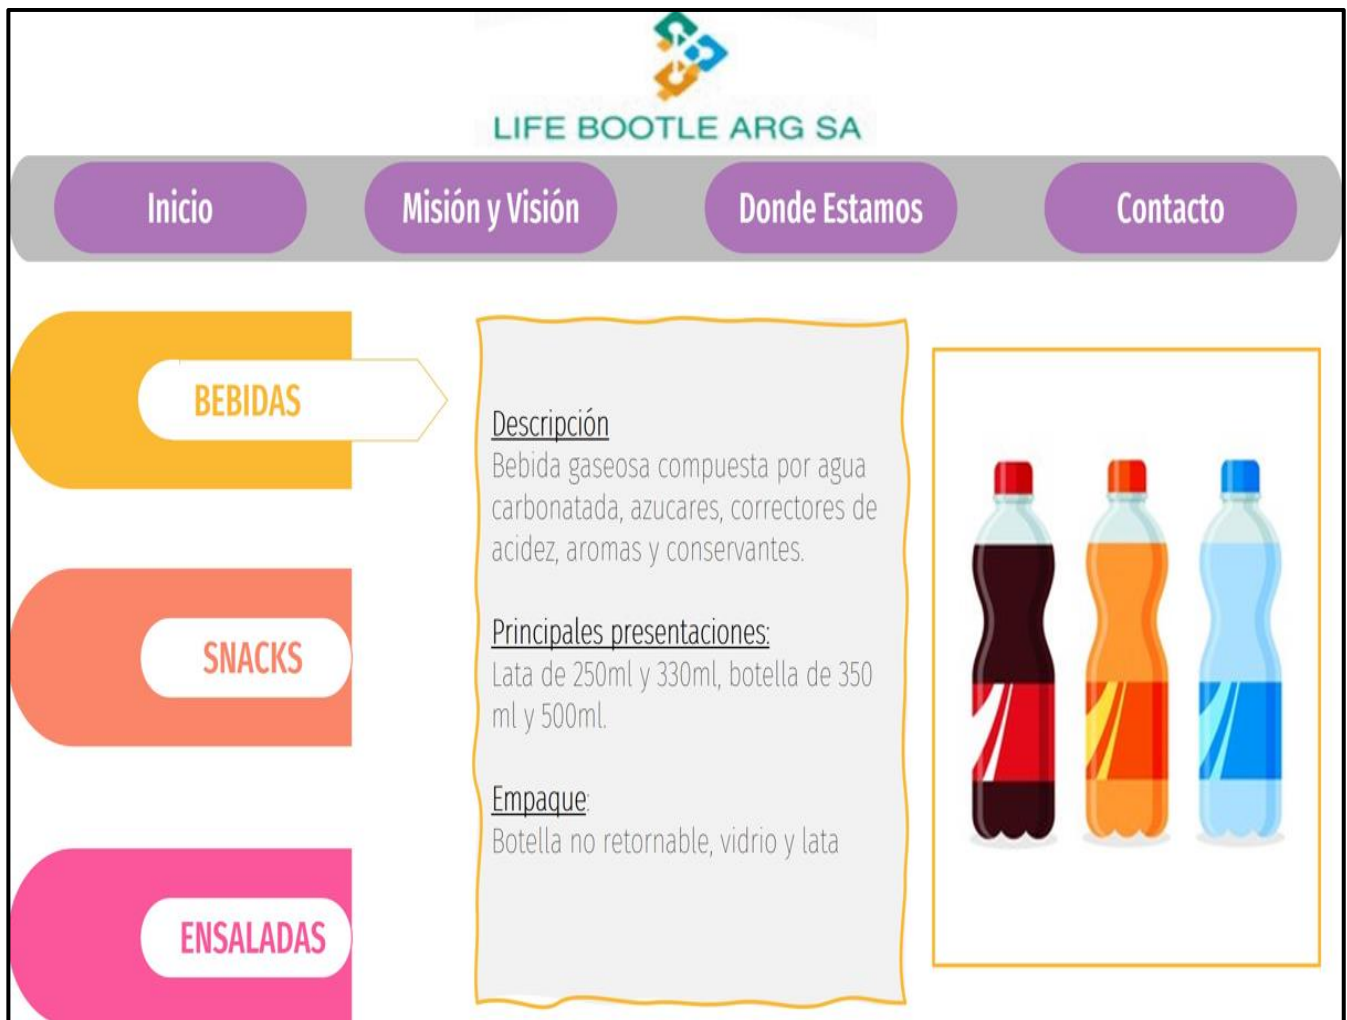 LIFE BOOTLE ARG SA
Inicio
Misión y Visión
Donde Estamos
Contacto
BEBIDAS
SNACKS
ENSALADAS
Descripción
Bebida gaseosa compuesta por agua
carbonatada, azucares, correctores de
acidez, aromas y conservantes.
Principales presentaciones:
Lata de 250ml y 330ml, botella de 350
ml y 500ml.
Empaque:
Botella no retornable, vidrio y lata